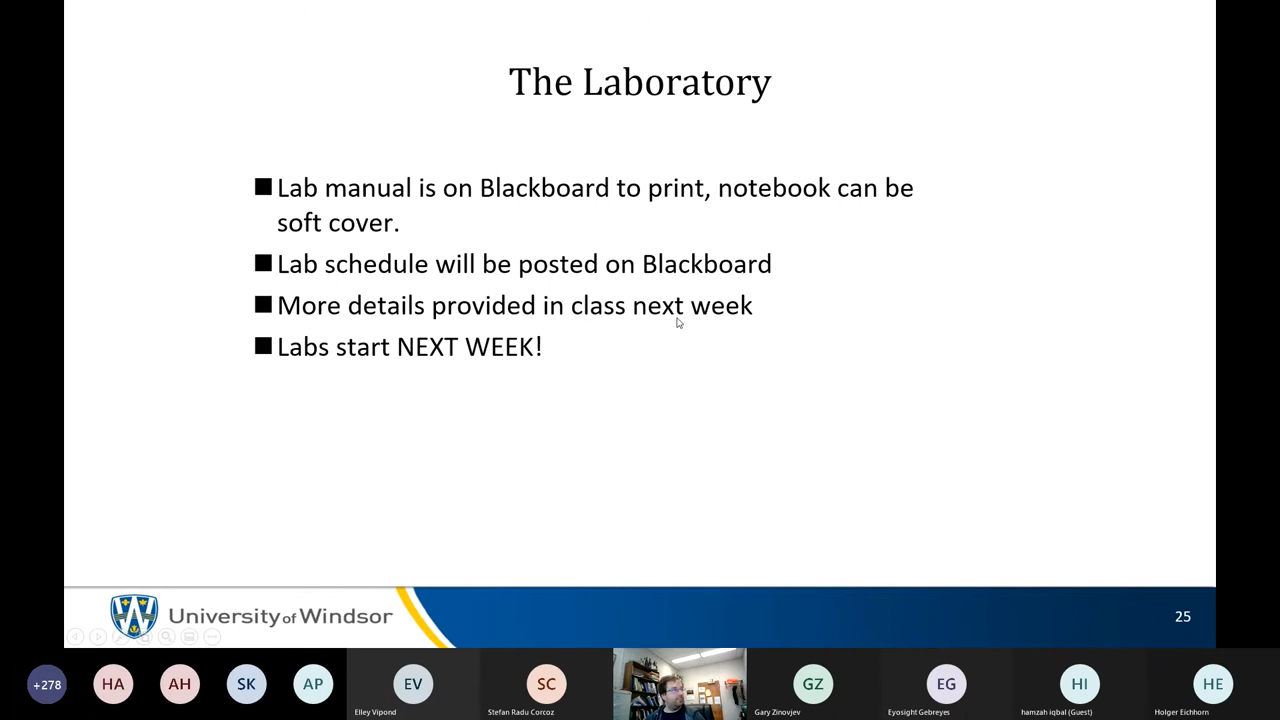 The Laboratory
Lab manual is on Blackboard to print, notebook can be
soft cover.
Lab schedule will be posted on Blackboard
More details provided in class next week
Labs start NEXT WEEK!
University of Windsor
25
+278
HA
AH
SK
AP
EV
Elley Vipond
SC
Stefan Radu Corcoz
GZ
Gary Zinovjev
EG
Eyosight Gebreyes
HI
hamzah iqbal (Guest)
HE
Holger Eichhorn